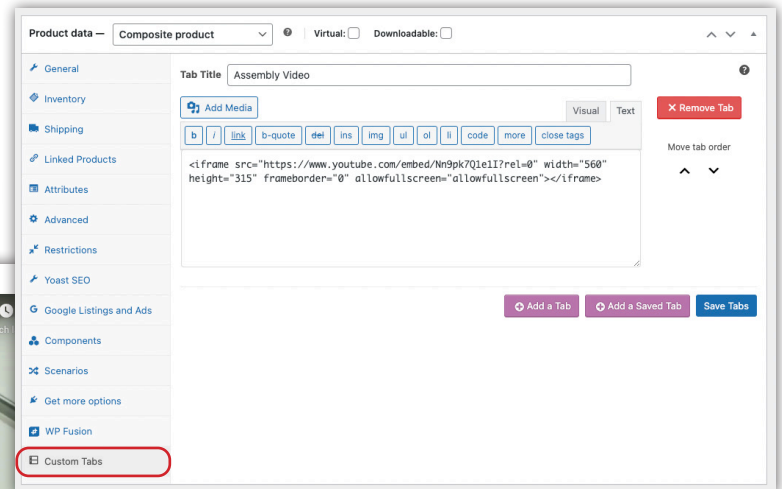 Product data — Composite product Virtual: Downloadable:
General
Inventory
Shipping
Linked Products
Attributes
Advanced
Restrictions
Yoast SEO
Google Listings and Ads
Components
Scenarios
Get more options
WP Fusion
Custom Tabs
Tab Title Assembly Video
Add Media Visual Text
b i link b-quote del ins img ul ol li code more close tags
<iframe src="https://www.youtube.com/embed/Nn9pk7Q1e1I?rel=0" width="560"
height="315" frameborder="0" allowfullscreen="allowfullscreen"></iframe>
Remove Tab
Move tab order
Add a Tab Add a Saved Tab Save Tabs